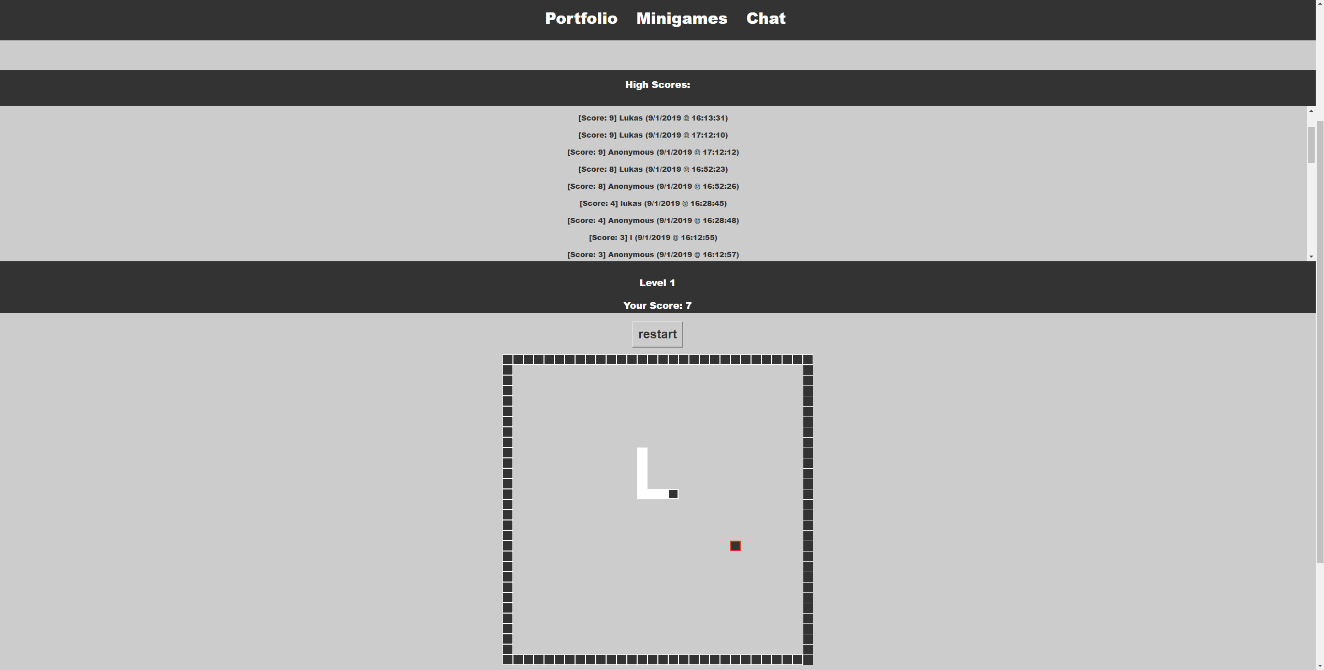 Portfolio Minigames Chat
High Scores:
[Score: 9] Lukas (9/1/2019 @ 16:13:31)
[Score: 9] Lukas (9/1/2019 @ 17:12:10)
[Score: 9] Anonymous (9/1/2019 @ 17:12:12)
[Score: 8] Lukas (9/1/2019 @ 16:52:23)
[Score: 8] Anonymous (9/1/2019 @ 16:52:26)
[Score: 4] lukas (9/1/2019 @ 16:28:45)
[Score: 4] Anonymous (9/1/2019 @ 16:28:48)
[Score: 3] l (9/1/2019 @ 16:12:55)
[Score: 3] Anonymous (9/1/2019 @ 16:12:57)
Level 1
Your Score: 7
restart